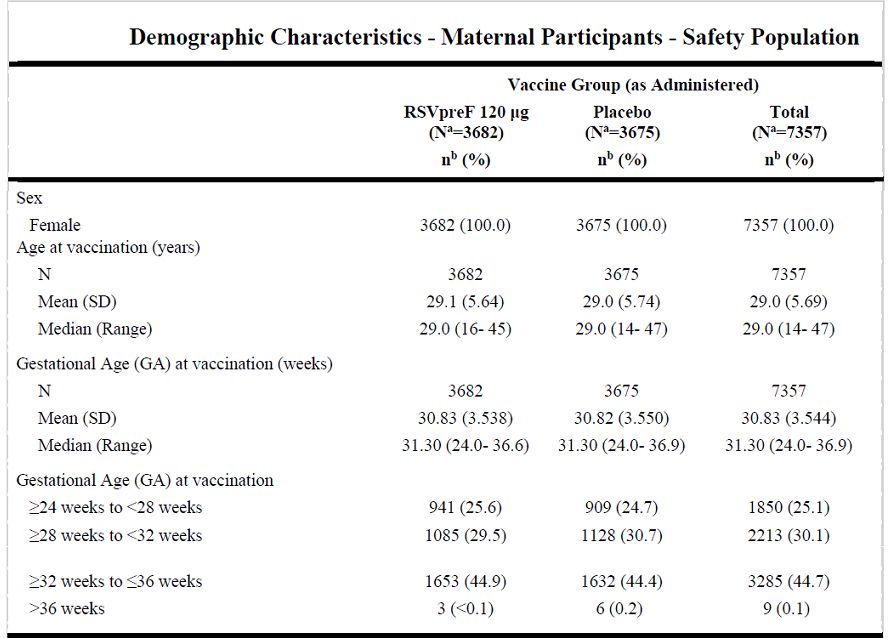 Demographic Characteristics - Maternal Participants - Safety Population
Vaccine Group (as Administered)
RSVpreF 120 µg Placebo Total
(Nᵃ=3682) (Nᵃ=3675) (Nᵃ=7357)
nᵇ (%) nᵇ (%) nᵇ (%)
Sex
Female 3682 (100.0) 3675 (100.0) 7357 (100.0)
Age at vaccination (years)
N 3682 3675 7357
Mean (SD) 29.1 (5.64) 29.0 (5.74) 29.0 (5.69)
Median (Range) 29.0 (16- 45) 29.0 (14- 47) 29.0 (14- 47)
Gestational Age (GA) at vaccination (weeks)
N 3682 3675 7357
Mean (SD) 30.83 (3.538) 30.82 (3.550) 30.83 (3.544)
Median (Range) 31.30 (24.0- 36.6) 31.30 (24.0- 36.9) 31.30 (24.0- 36.9)
Gestational Age (GA) at vaccination
≥24 weeks to <28 weeks 941 (25.6) 909 (24.7) 1850 (25.1)
≥28 weeks to <32 weeks 1085 (29.5) 1128 (30.7) 2213 (30.1)
≥32 weeks to ≤36 weeks 1653 (44.9) 1632 (44.4) 3285 (44.7)
>36 weeks 3 (<0.1) 6 (0.2) 9 (0.1)